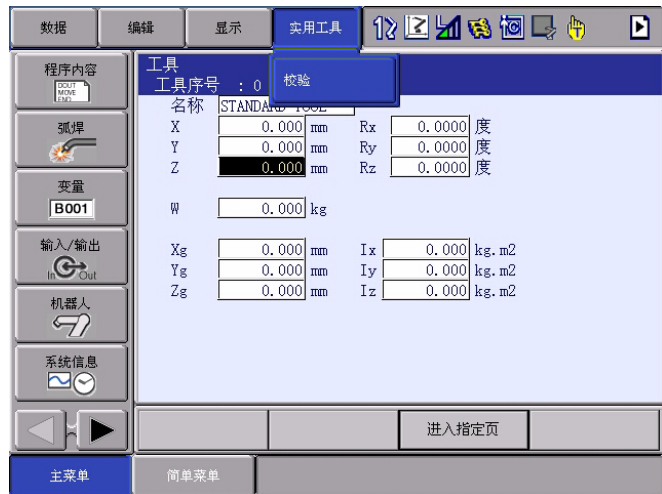 数据 编辑 显示 实用工具
校验
程序内容
DOUT
MOVE
END
弧焊
变量
B001
输入/输出
In Out
机器人
系统信息
工具
工具序号 : 0
名称 STANDARD TOOL
X 0.000 mm Rx 0.0000 度
Y 0.000 mm Ry 0.0000 度
Z 0.000 mm Rz 0.0000 度
W 0.000 kg
Xg 0.000 mm Ix 0.000 kg.m2
Yg 0.000 mm Iy 0.000 kg.m2
Zg 0.000 mm Iz 0.000 kg.m2
进入指定页
主菜单 简单菜单